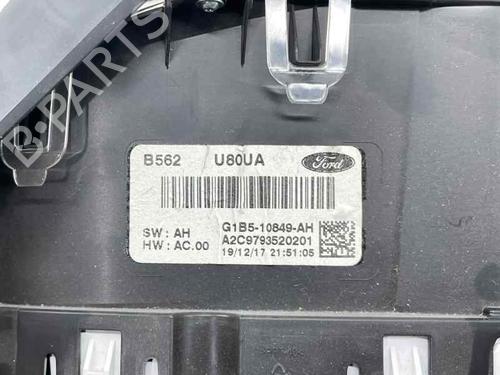 B-PARTS
B562 U80UA Ford
SW : AH G1B5-10849-AH
HW : AC.00 A2C9793520201
19/12/17 21:51:05